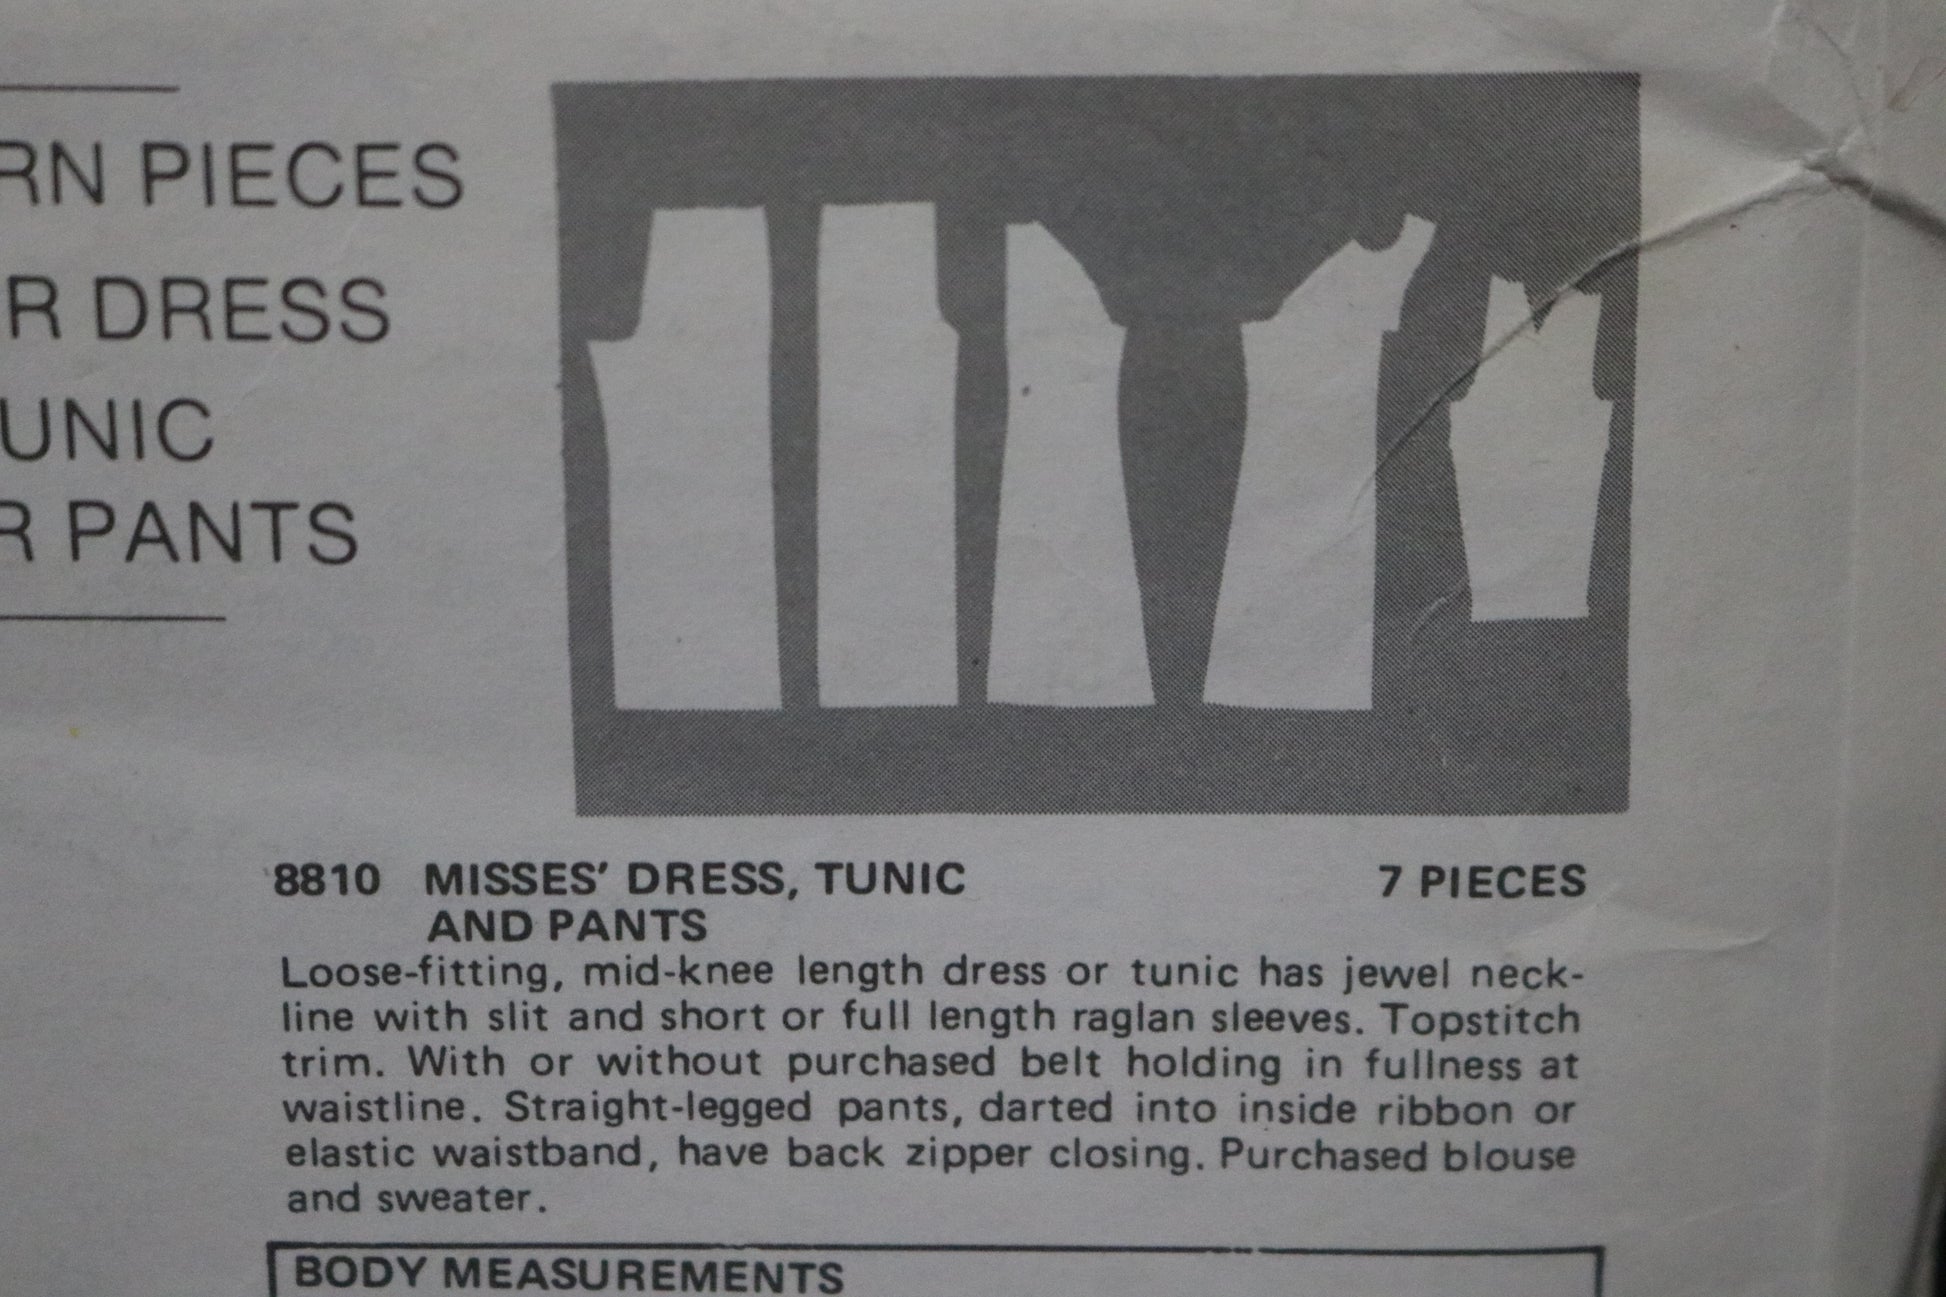 RN PIECES
R DRESS
UNIC
R PANTS
8810 MISSES' DRESS, TUNIC 7 PIECES
AND PANTS
Loose-fitting, mid-knee length dress or tunic has jewel neck-
line with slit and short or full length raglan sleeves. Topstitch
trim. With or without purchased belt holding in fullness at
waistline. Straight-legged pants, darted into inside ribbon or
elastic waistband, have back zipper closing. Purchased blouse
and sweater.
BODY MEASUREMENTS